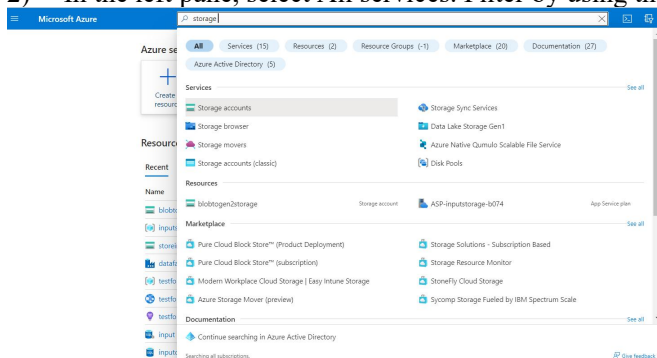 2) In the left pane, select All services. Filter by using th
Microsoft Azure
storage
All Services (15) Resources (2) Resource Groups (-1) Marketplace (20) Documentation (27)
Azure Active Directory (5)
Azure se
Create
resourc
Services See all
Storage accounts Storage Sync Services
Storage browser Data Lake Storage Gen1
Storage movers Azure Native Qumulo Scalable File Service
Storage accounts (classic) Disk Pools
Resourc
Recent
Name
Resources
blobtogen2storage Storage account ASP-inputstorage-b074 App Service plan
Marketplace See all
Pure Cloud Block Store™ (Product Deployment) Storage Solutions - Subscription Based
Pure Cloud Block Store™ (subscription) Storage Resource Monitor
Modern Workplace Cloud Storage | Easy Intune Storage StoneFly Cloud Storage
Azure Storage Mover (preview) Sycomp Storage Fueled by IBM Spectrum Scale
blobto
inputs
storei
datafa
testfo
testfo
testfo
input
inputc
Documentation See all
Continue searching in Azure Active Directory
Searching all subscriptions. Give feedback